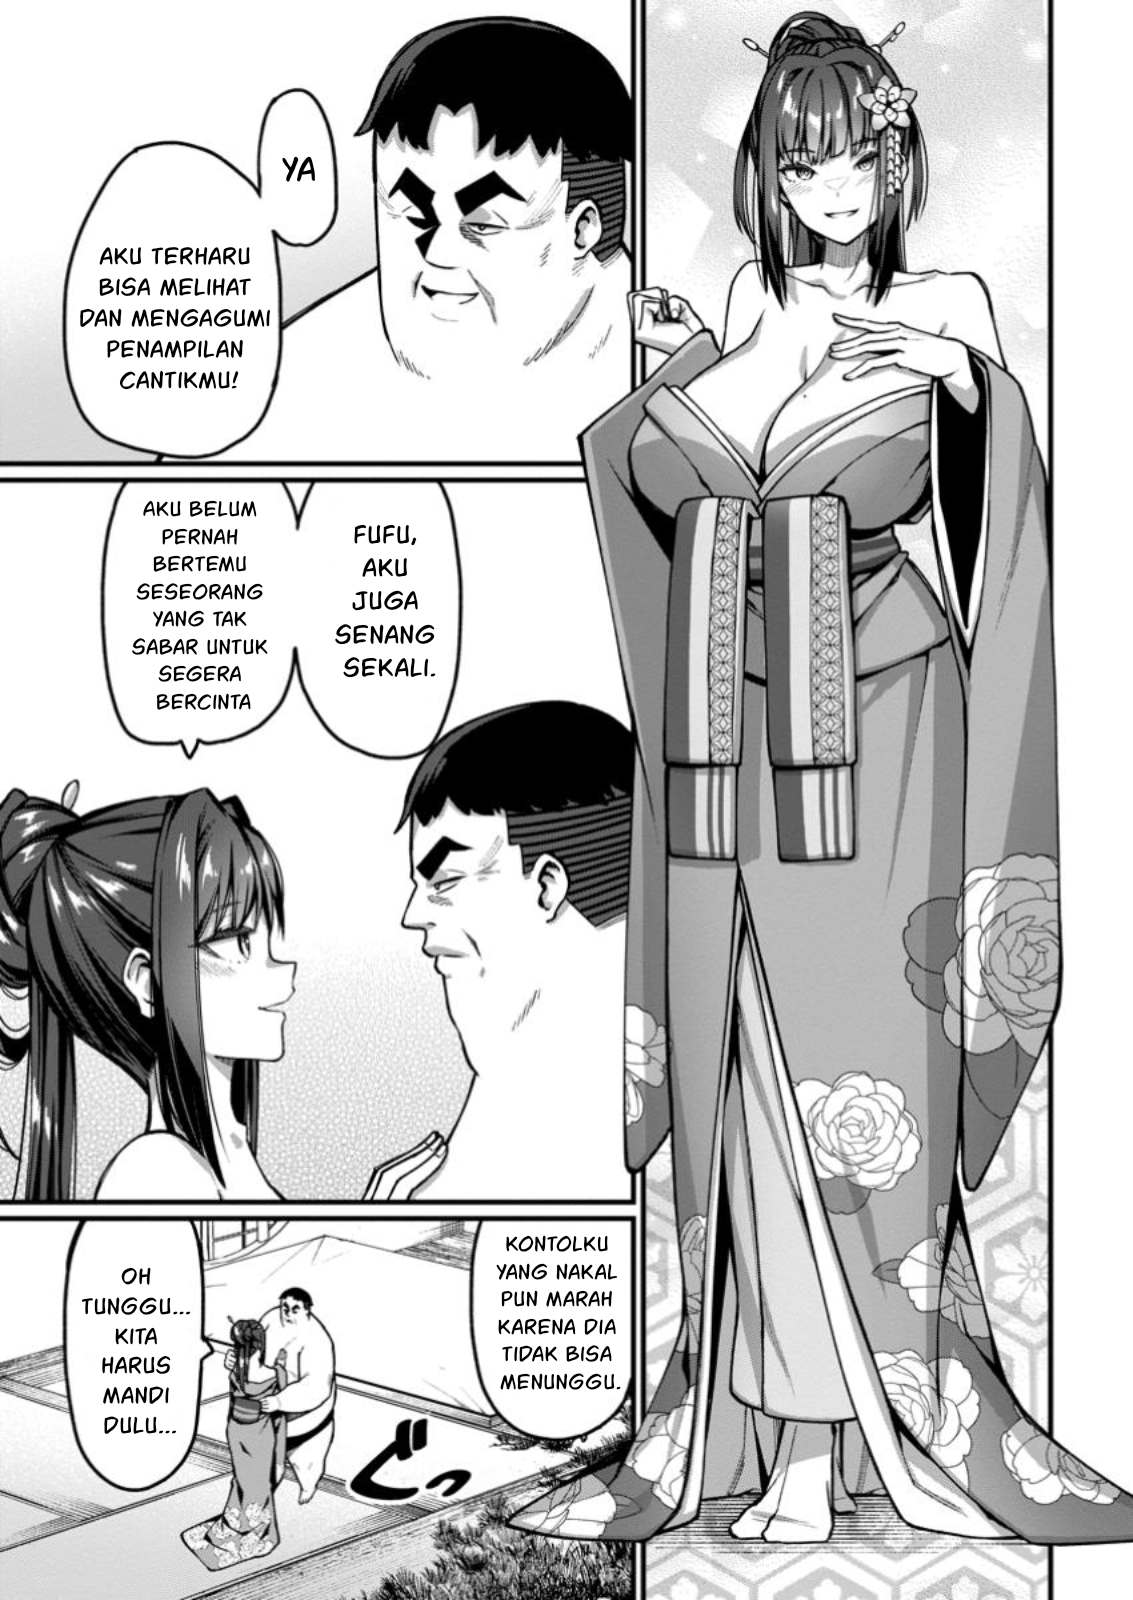 YA
AKU TERHARU
BISA MELIHAT
DAN MENGAGUMI
PENAMPILAN
CANTIKMU!
FUFU,
AKU
JUGA
SENANG
SEKALI.
AKU BELUM
PERNAH
BERTEMU
SESEORANG
YANG TAK
SABAR UNTUK
SEGERA
BERCINTA
KONTOLKU
YANG NAKAL
PUN MARAH
KARENA DIA
TIDAK BISA
MENUNGGU.
OH
TUNGGU...
KITA
HARUS
MANDI
DULU...
ぐっ